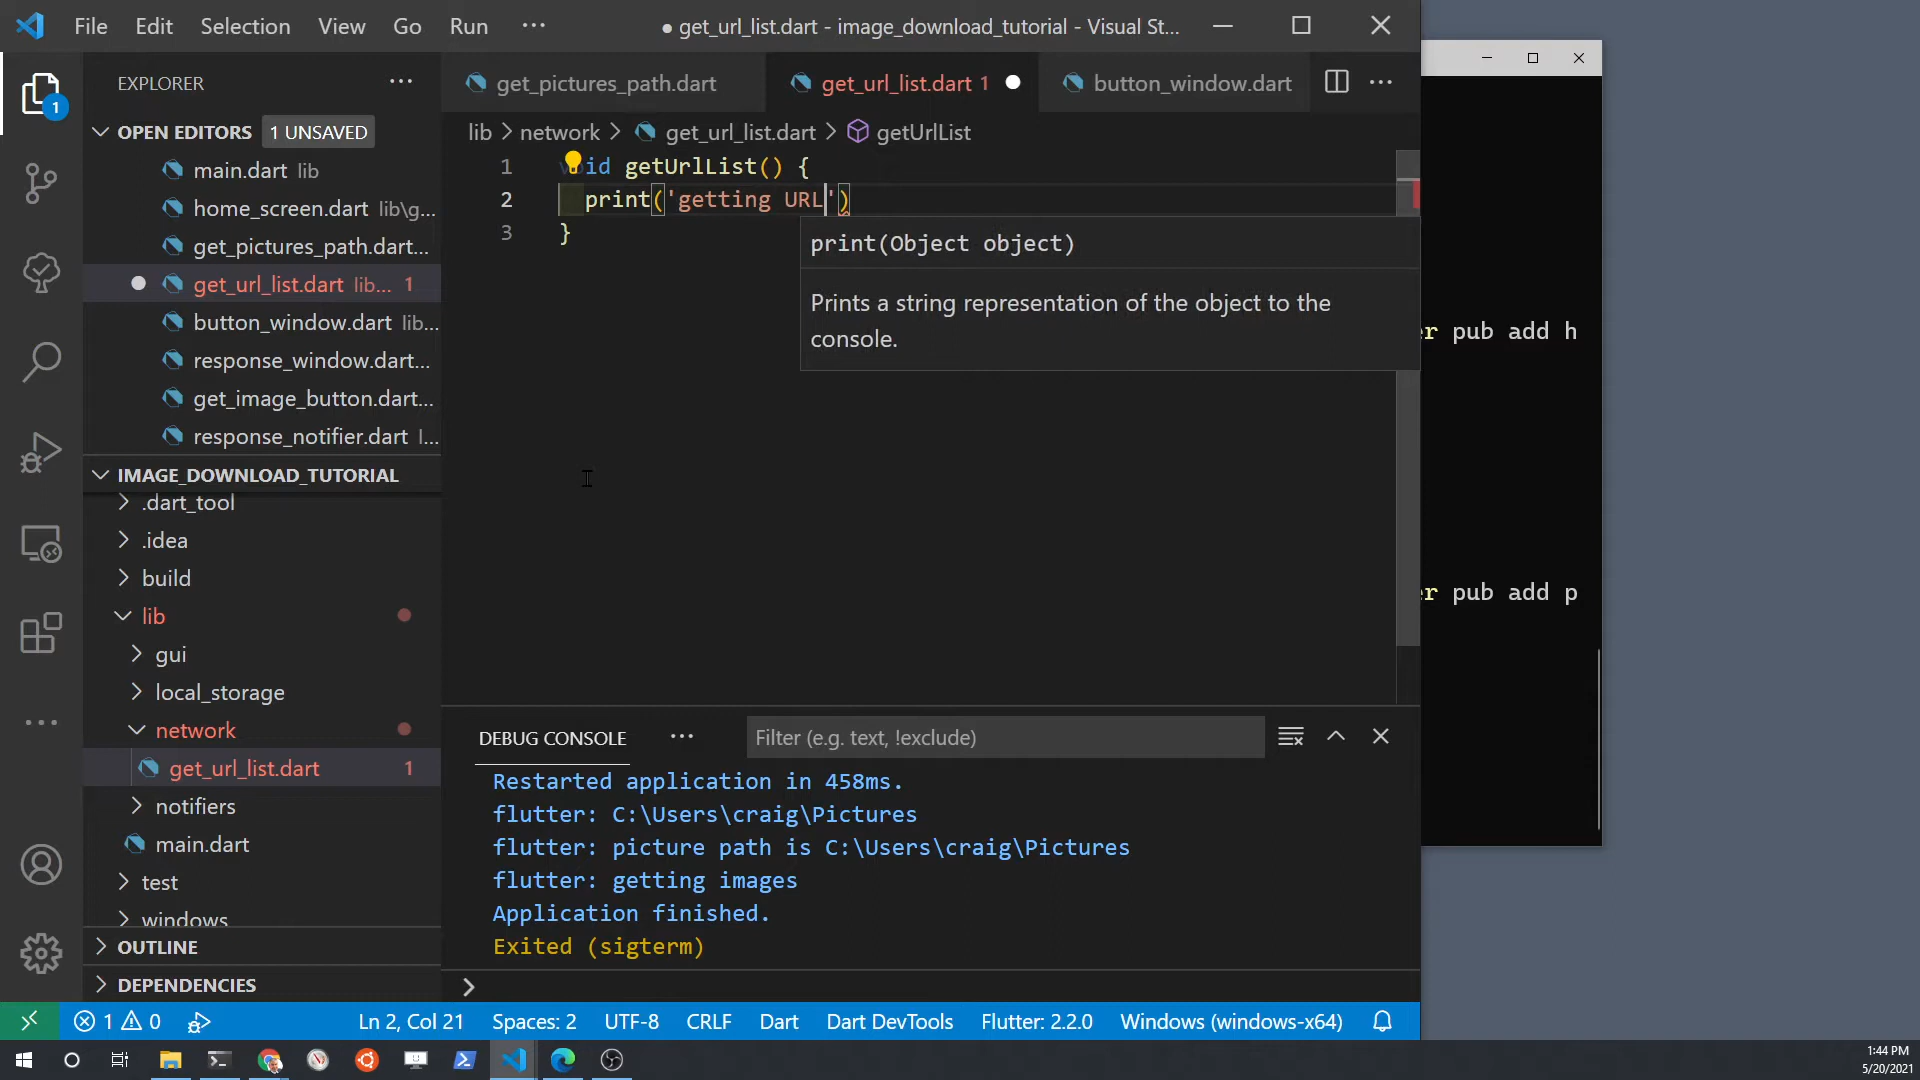 File Edit Selection View Go Run ··· ● get_url_list.dart - image_download_tutorial - Visual St...
EXPLORER
get_pictures_path.dart
get_url_list.dart 1
button_window.dart
OPEN EDITORS 1 UNSAVED
main.dart lib
home_screen.dart lib\g...
get_pictures_path.dart...
get_url_list.dart lib... 1
button_window.dart lib...
response_window.dart...
get_image_button.dart...
response_notifier.dart l...
IMAGE_DOWNLOAD_TUTORIAL
.dart_tool
.idea
build
lib
gui
local_storage
network
get_url_list.dart 1
notifiers
main.dart
test
windows
OUTLINE
DEPENDENCIES
lib > network > get_url_list.dart > getUrlList
1 void getUrlList() {
2 print('getting URL')
3 }
print(Object object)
Prints a string representation of the object to the
console.
er pub add h
er pub add p
DEBUG CONSOLE
Filter (e.g. text, !exclude)
Restarted application in 458ms.
flutter: C:\Users\craig\Pictures
flutter: picture path is C:\Users\craig\Pictures
flutter: getting images
Application finished.
Exited (sigterm)
1 0 Ln 2, Col 21 Spaces: 2 UTF-8 CRLF Dart Dart DevTools Flutter: 2.2.0 Windows (windows-x64)
1:44 PM
5/20/2021